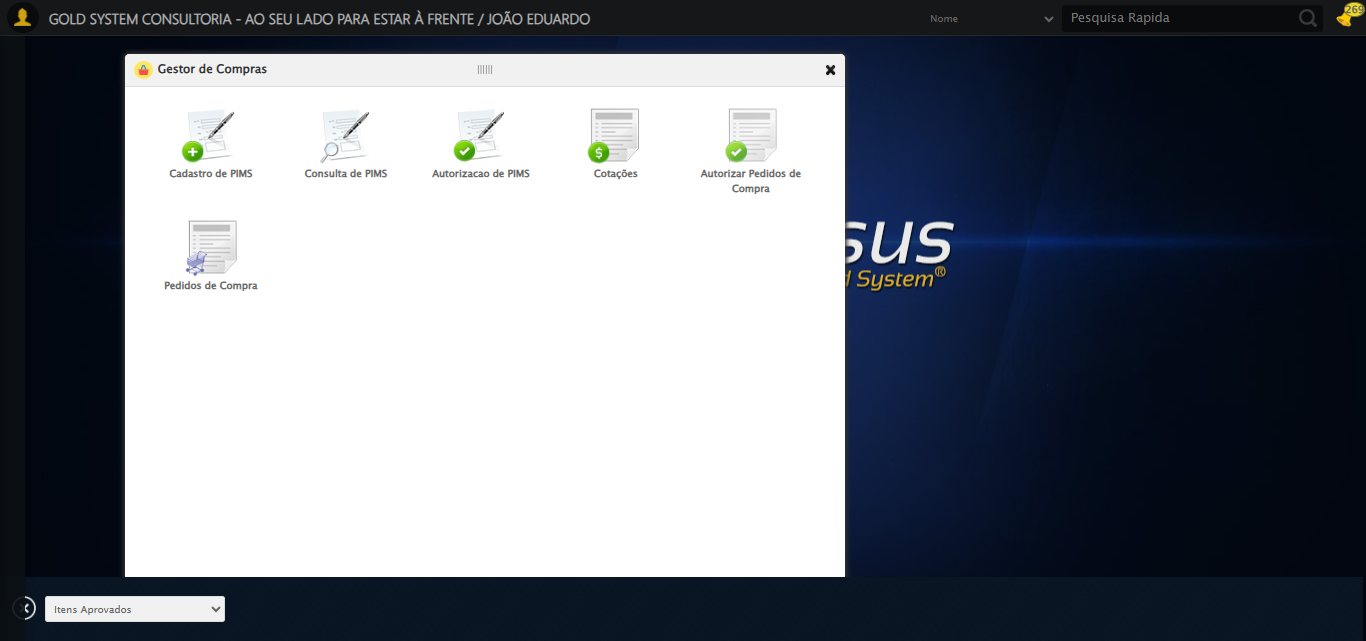 GOLD SYSTEM CONSULTORIA - AO SEU LADO PARA ESTAR À FRENTE / JOÃO EDUARDO
Nome
Pesquisa Rapida
269
Gestor de Compras
Cadastro de PIMS
Consulta de PIMS
Autorizacao de PIMS
Cotações
Autorizar Pedidos de
Compra
Pedidos de Compra
System®
Itens Aprovados